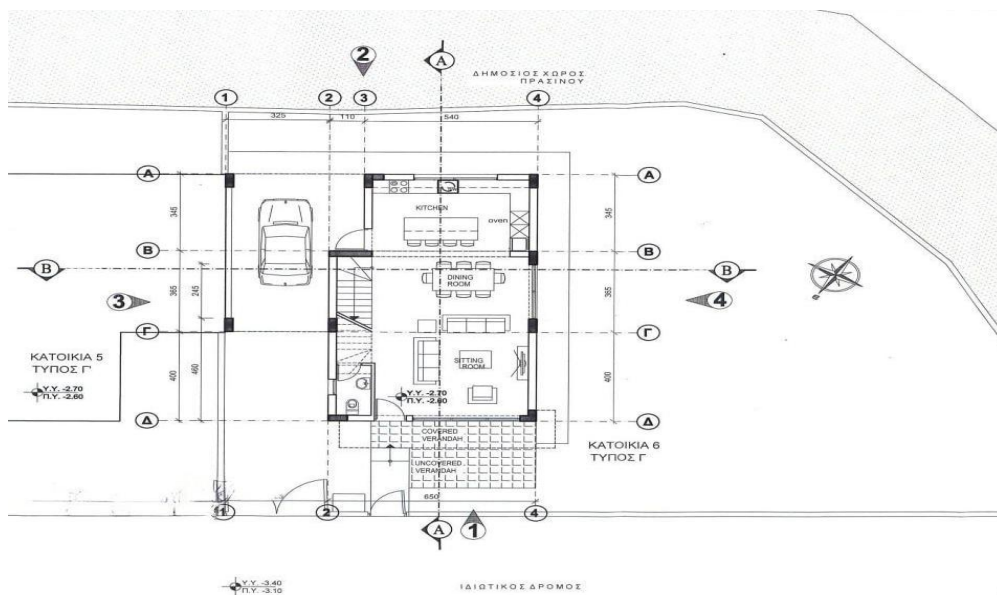 2
A
ΔΗΜΟΣΙΟΣ ΧΩΡΟΣ
ΠΡΑΣΙΝΟΥ
1
2
3
4
325
110
540
A
A
KITCHEN
oven
345
345
B
B
B
B
DINING
ROOM
365
245
365
3
4
Γ
Γ
SITTING
ROOM
ΚΑΤΟΙΚΙΑ 5
ΤΥΠΟΣ Γ'
Υ.Υ. -2.70
Π.Υ. -2.60
400
460
Υ.Υ. -2.70
Π.Υ. -2.60
400
Δ
Δ
COVERED
VERANDAH
UNCOVERED
VERANDAH
ΚΑΤΟΙΚΙΑ 6
ΤΥΠΟΣ Γ
650
1
2
4
A
1
Υ.Υ. -3.40
Π.Υ. -3.10
ΙΔΙΩΤΙΚΟΣ ΔΡΟΜΟΣ